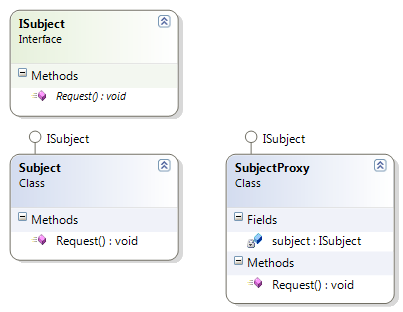 ISubject
Interface
Methods
Request() : void
ISubject
Subject
Class
Methods
Request() : void
ISubject
SubjectProxy
Class
Fields
subject : ISubject
Methods
Request() : void